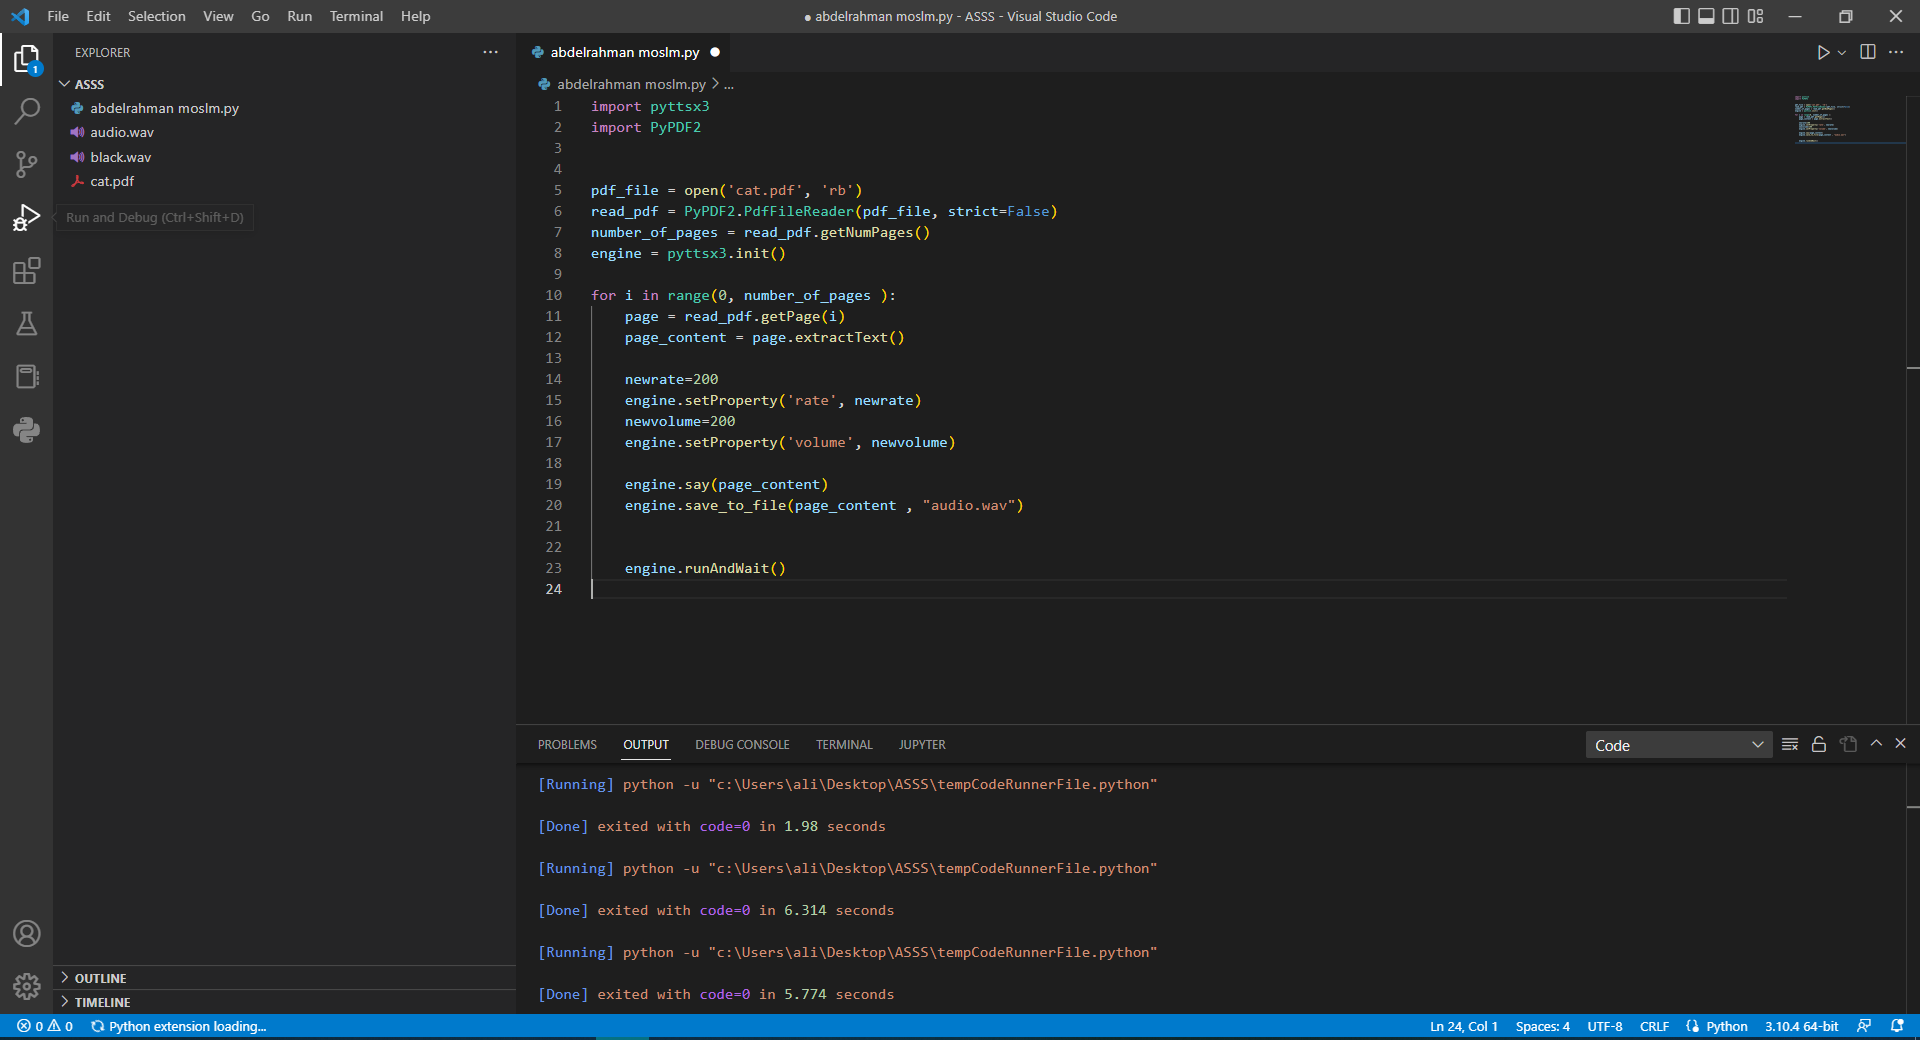 File Edit Selection View Go Run Terminal Help
● abdelrahman moslm.py - ASSS - Visual Studio Code
EXPLORER
ASSS
abdelrahman moslm.py
audio.wav
black.wav
cat.pdf
Run and Debug (Ctrl+Shift+D)
1
OUTLINE
TIMELINE
abdelrahman moslm.py ●
abdelrahman moslm.py > ...
1 import pyttsx3
2 import PyPDF2
3
4
5 pdf_file = open('cat.pdf', 'rb')
6 read_pdf = PyPDF2.PdfFileReader(pdf_file, strict=False)
7 number_of_pages = read_pdf.getNumPages()
8 engine = pyttsx3.init()
9
10 for i in range(0, number_of_pages ):
11     page = read_pdf.getPage(i)
12     page_content = page.extractText()
13
14     newrate=200
15     engine.setProperty('rate', newrate)
16     newvolume=200
17     engine.setProperty('volume', newvolume)
18
19     engine.say(page_content)
20     engine.save_to_file(page_content , "audio.wav")
21
22
23     engine.runAndWait()
24
PROBLEMS OUTPUT DEBUG CONSOLE TERMINAL JUPYTER
Code
[Running] python -u "c:\Users\ali\Desktop\ASSS\tempCodeRunnerFile.python"
[Done] exited with code=0 in 1.98 seconds
[Running] python -u "c:\Users\ali\Desktop\ASSS\tempCodeRunnerFile.python"
[Done] exited with code=0 in 6.314 seconds
[Running] python -u "c:\Users\ali\Desktop\ASSS\tempCodeRunnerFile.python"
[Done] exited with code=0 in 5.774 seconds
0 0 Python extension loading...
Ln 24, Col 1 Spaces: 4 UTF-8 CRLF Python 3.10.4 64-bit